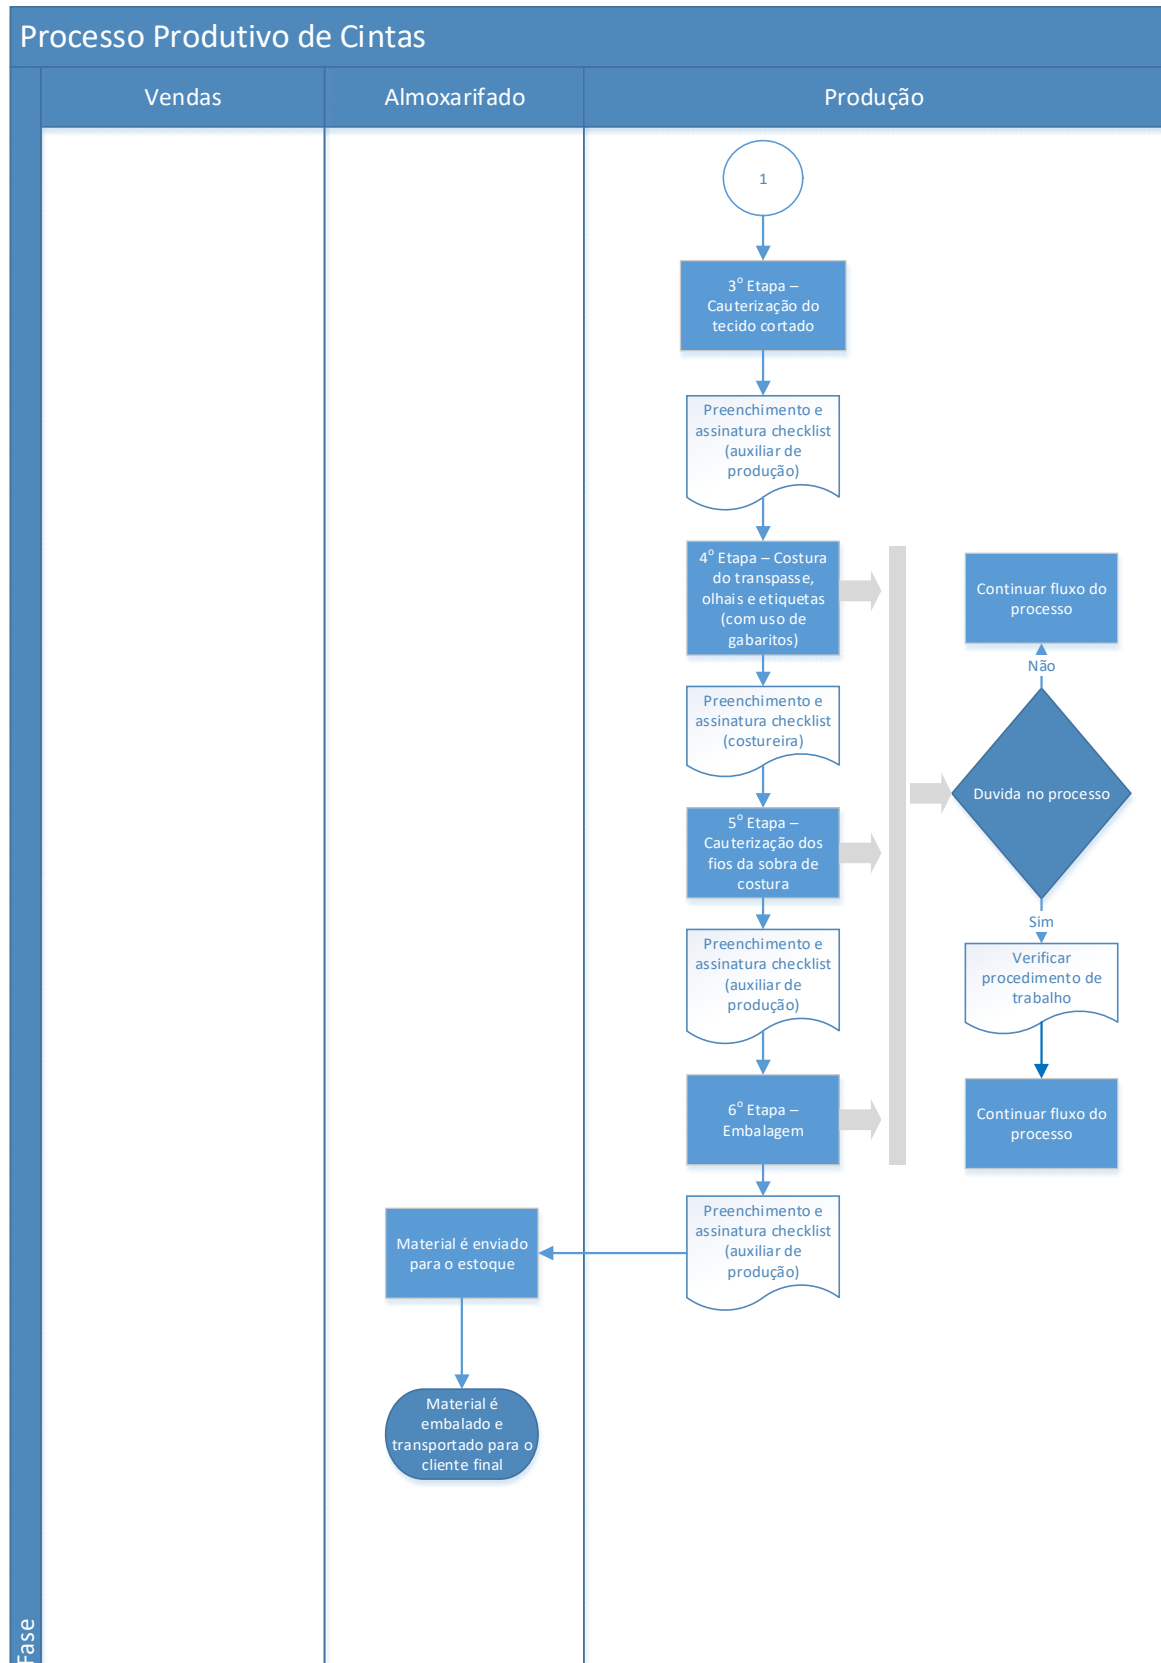 Processo Produtivo de Cintas
Vendas
Almoxarifado
Produção
1
3º Etapa –
Cauterização do
tecido cortado
Preenchimento e
assinatura checklist
(auxiliar de
produção)
4º Etapa – Costura
do transpasse,
olhais e etiquetas
(com uso de
gabaritos)
Continuar fluxo do
processo
Não
Preenchimento e
assinatura checklist
(costureira)
Duvida no processo
5º Etapa –
Cauterização dos
fios da sobra de
costura
Sim
Preenchimento e
assinatura checklist
(auxiliar de
produção)
Verificar
procedimento de
trabalho
6º Etapa –
Embalagem
Continuar fluxo do
processo
Preenchimento e
assinatura checklist
(auxiliar de
produção)
Material é enviado
para o estoque
Material é
embalado e
transportado para o
cliente final
Fase